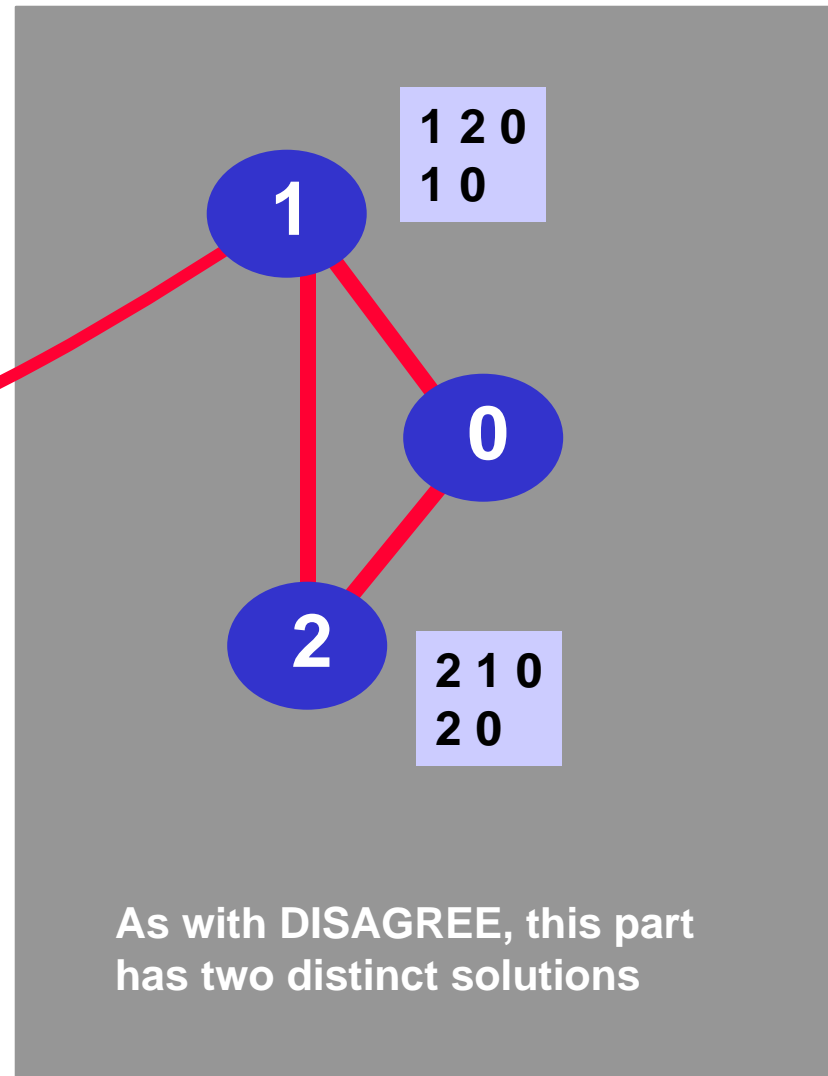 1 2 0
1 0
1
0
2
2 1 0
2 0
As with DISAGREE, this part
has two distinct solutions